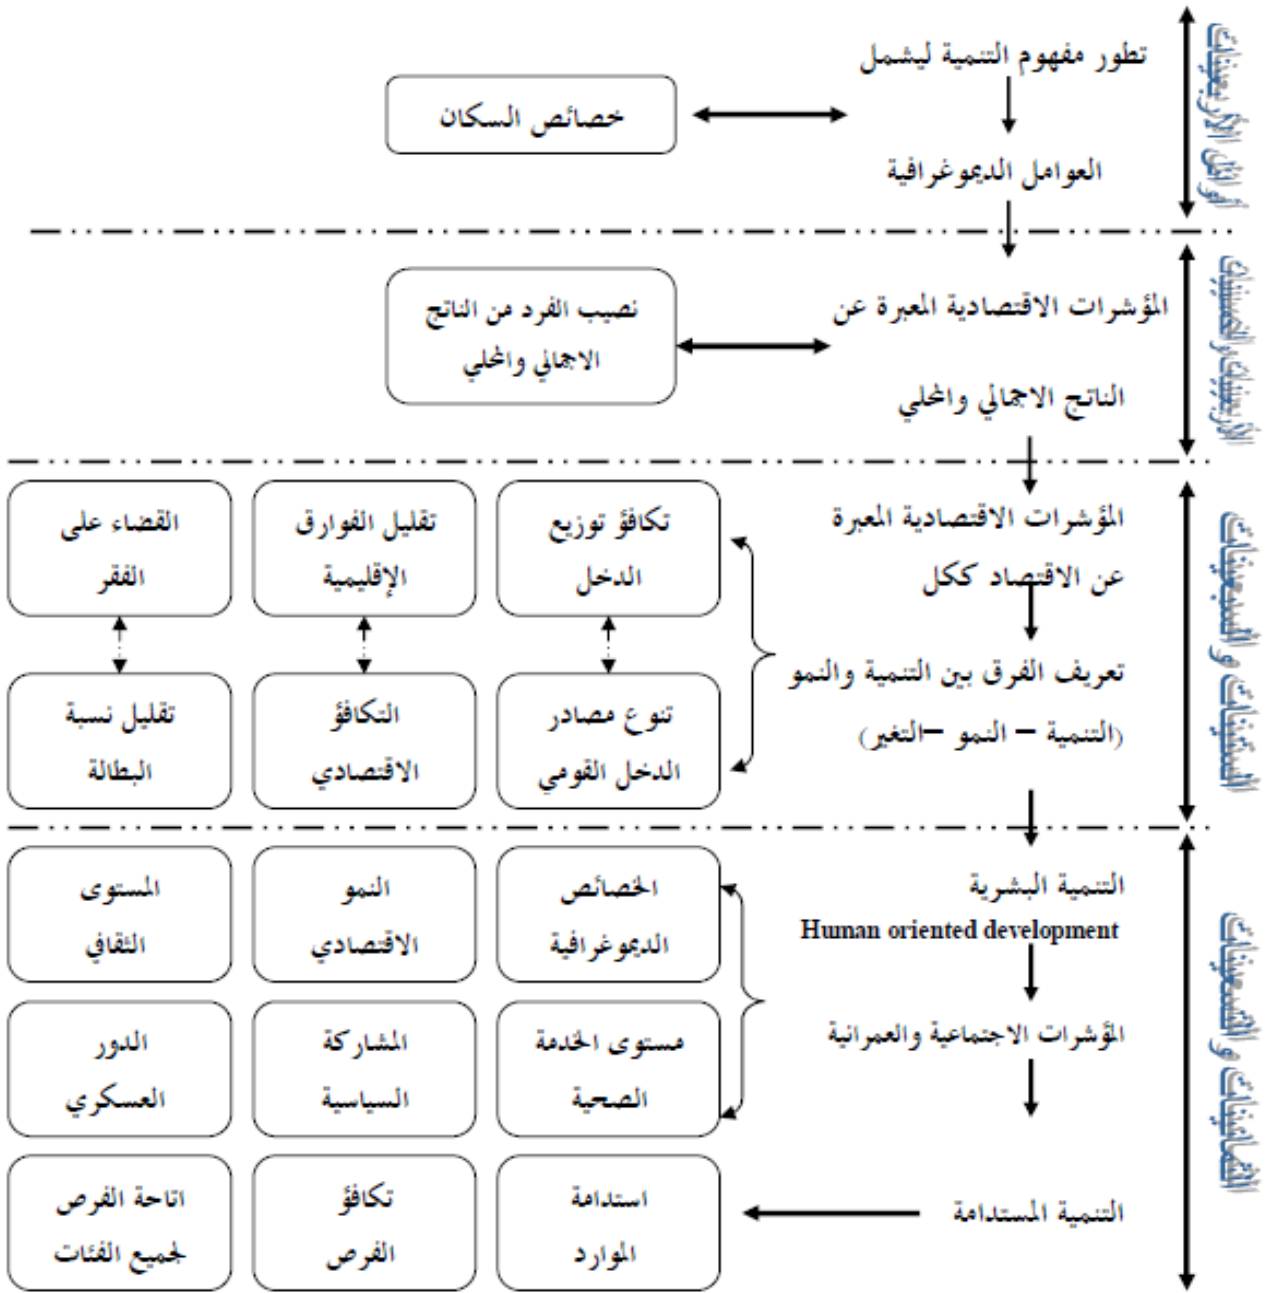 أوائل الأربعينات
تطور مفهوم التنمية ليشمل
خصائص السكان
العوامل الديموغرافية
الأربعينيات والخمسينيات
المؤشرات الاقتصادية المعبرة عن
نصيب الفرد من الناتج
الاجمالي والمحلي
الناتج الاجمالي والمحلي
الستينات و السبعينات
المؤشرات الاقتصادية المعبرة
عن الاقتصاد ككل
تكافؤ توزيع
الدخل
تقليل الفوارق
الإقليمية
القضاء على
الفقر
تعريف الفرق بين التنمية والنمو
(التنمية – النمو –التغير)
تنوع مصادر
الدخل القومي
التكافؤ
الاقتصادي
تقليل نسبة
البطالة
الثمانينات و التسعينات
التنمية البشرية
Human oriented development
الخصائص
الديموغرافية
النمو
الاقتصادي
المستوى
الثقافي
المؤشرات الاجتماعية والعمرانية
مستوى الخدمة
الصحية
المشاركة
السياسية
الدور
العسكري
التنمية المستدامة
استدامة
الموارد
تكافؤ
الفرص
اتاحة الفرص
لجميع الفئات